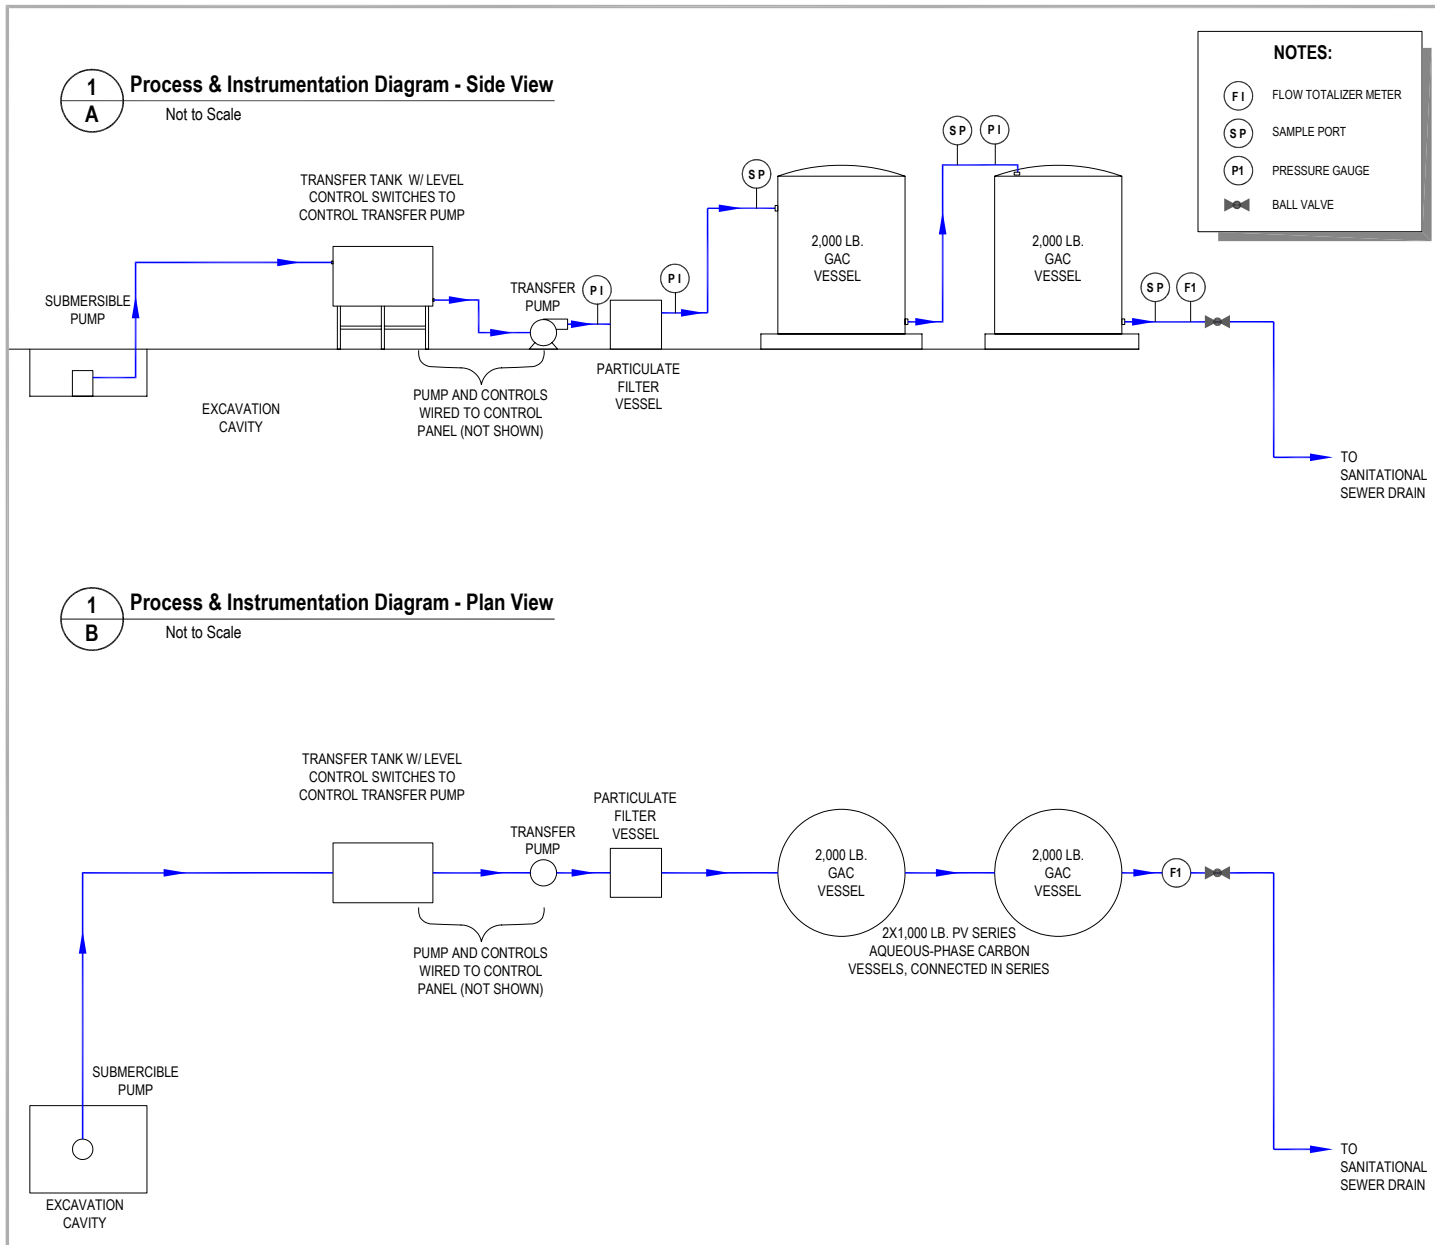 1
A
Process & Instrumentation Diagram - Side View
Not to Scale
NOTES:
FI FLOW TOTALIZER METER
SP SAMPLE PORT
P1 PRESSURE GAUGE
BALL VALVE
TRANSFER TANK W/ LEVEL
CONTROL SWITCHES TO
CONTROL TRANSFER PUMP
SUBMERSIBLE
PUMP
TRANSFER
PUMP
PI
PI
SP
SP
PI
2,000 LB.
GAC
VESSEL
2,000 LB.
GAC
VESSEL
SP
F1
EXCAVATION
CAVITY
PUMP AND CONTROLS
WIRED TO CONTROL
PANEL (NOT SHOWN)
PARTICULATE
FILTER
VESSEL
TO
SANITATIONAL
SEWER DRAIN
1
B
Process & Instrumentation Diagram - Plan View
Not to Scale
TRANSFER TANK W/ LEVEL
CONTROL SWITCHES TO
CONTROL TRANSFER PUMP
TRANSFER
PUMP
PARTICULATE
FILTER
VESSEL
2,000 LB.
GAC
VESSEL
2,000 LB.
GAC
VESSEL
F1
PUMP AND CONTROLS
WIRED TO CONTROL
PANEL (NOT SHOWN)
2X1,000 LB. PV SERIES
AQUEOUS-PHASE CARBON
VESSELS, CONNECTED IN SERIES
SUBMERCIBLE
PUMP
EXCAVATION
CAVITY
TO
SANITATIONAL
SEWER DRAIN